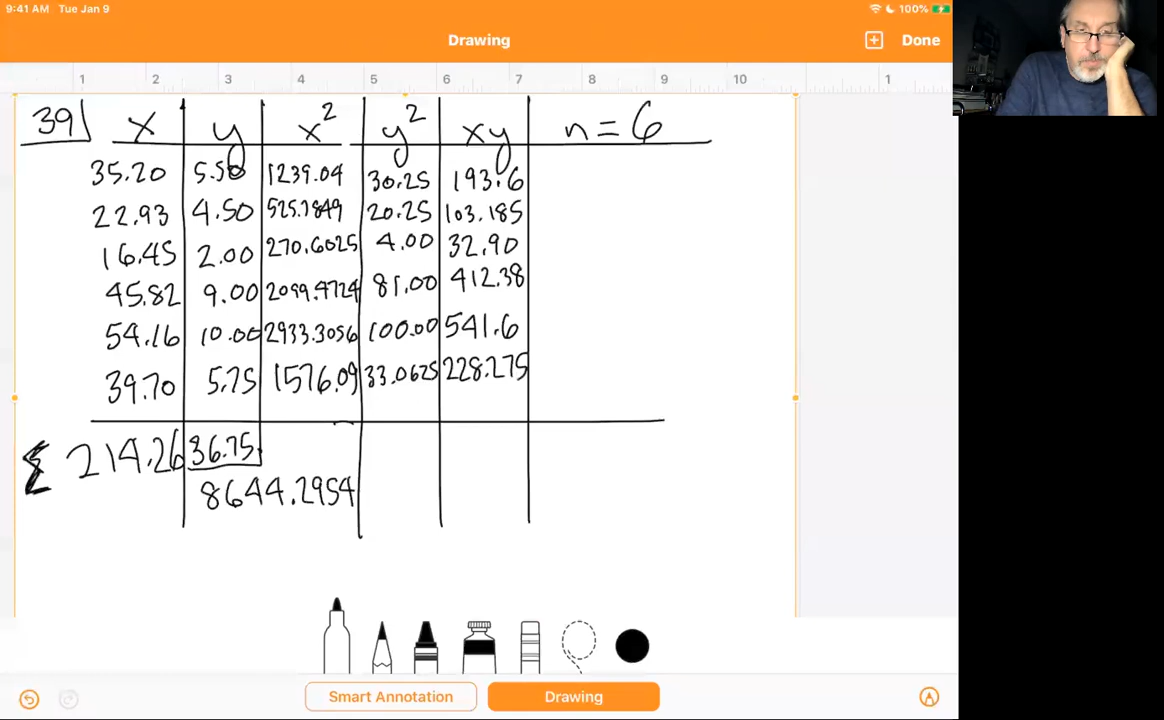 9:41 AM Tue Jan 9
100%
Drawing
Done
1 2 3 4 5 6 7 8 9 10 1
39 x y x² y² xy n = 6
35.20 5.50 1239.04 30.25 193.6
22.93 4.50 525.7849 20.25 103.185
16.45 2.00 270.6025 4.00 32.90
45.82 9.00 2099.4724 81.00 412.38
54.16 10.00 2933.3056 100.00 541.6
39.70 5.75 1576.09 33.0625 228.275
Σ 214.26 36.75
8644.2954
Smart Annotation
Drawing